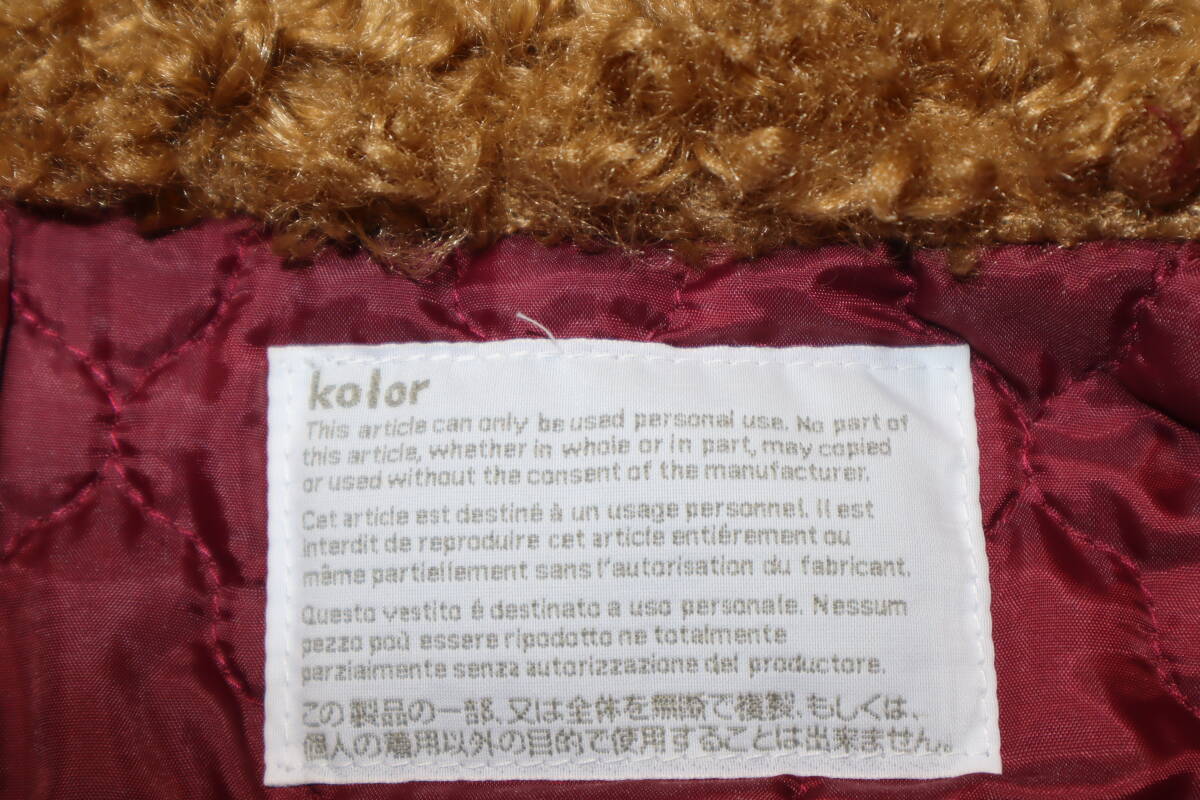 kolor
This article can only be used personal use. No part of
this article, whether in whole or in part, may copied
or used without the consent of the manufacturer.
Cet article est destiné à un usage personnel. Il est
interdit de reproduire cet article entiérement ou
même partiellement sans l'autorisation du fabricant.
Questo vestito é destinato a uso personale. Nessum
pezzo poú essere ripodotto ne totalmente
parzialmente senza autorizzazione del productore.
この製品の一部、又は全体を無断で複製、もしくは、
個人の着用以外の目的で使用することは出来ません。